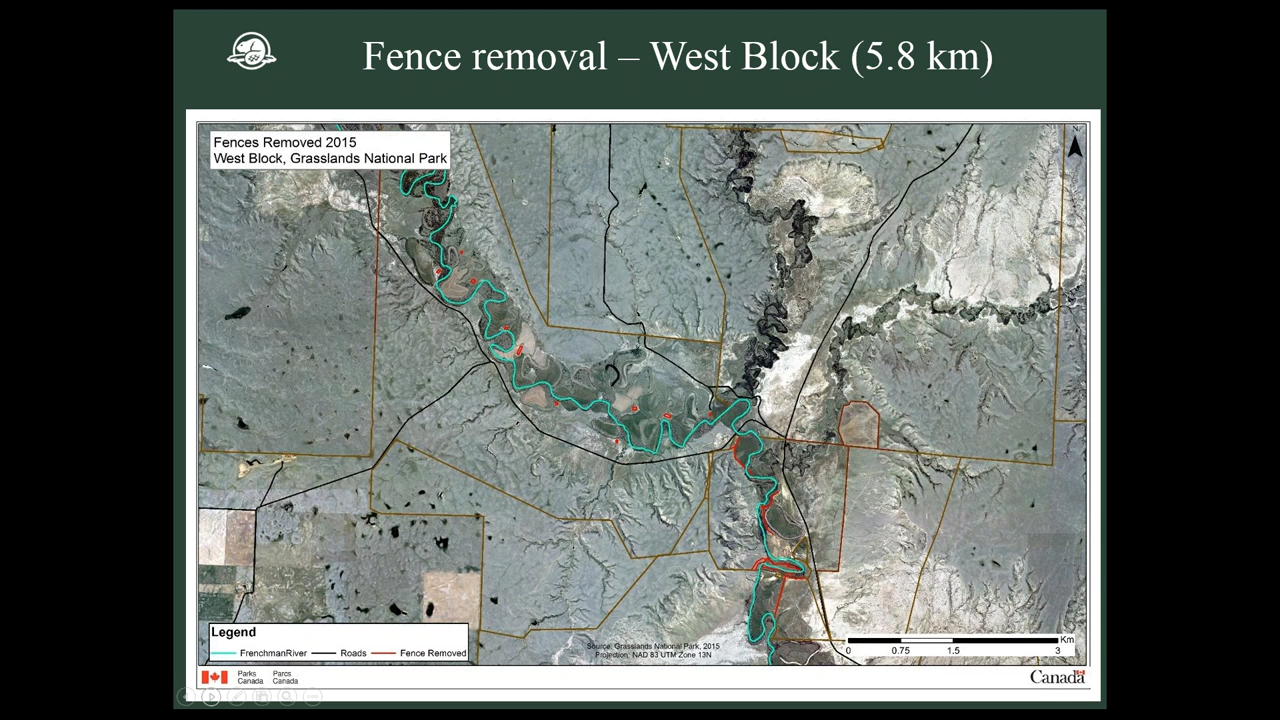 Fence removal – West Block (5.8 km)
Fences Removed 2015
West Block, Grasslands National Park
N
Legend
FrenchmanRiver
Roads
Fence Removed
Source: Grasslands National Park, 2015
Projection: NAD 83 UTM Zone 13N
Km
0 0.75 1.5 3
Parks Canada
Parcs Canada
Canada